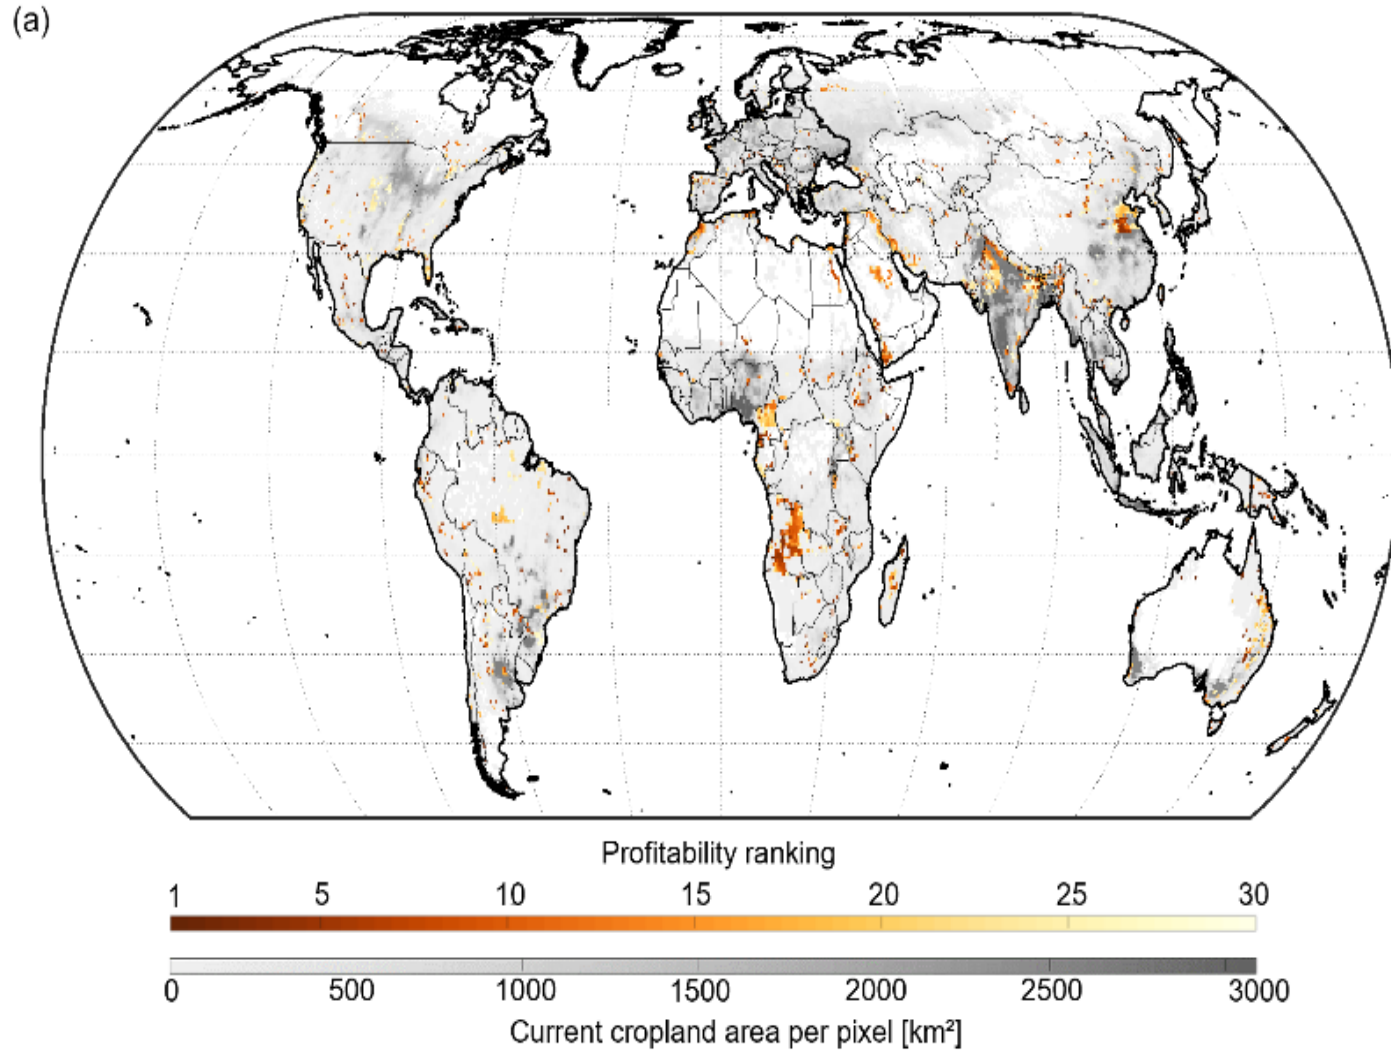 (a)
Profitability ranking
1 5 10 15 20 25 30
0 500 1000 1500 2000 2500 3000
Current cropland area per pixel [km²]